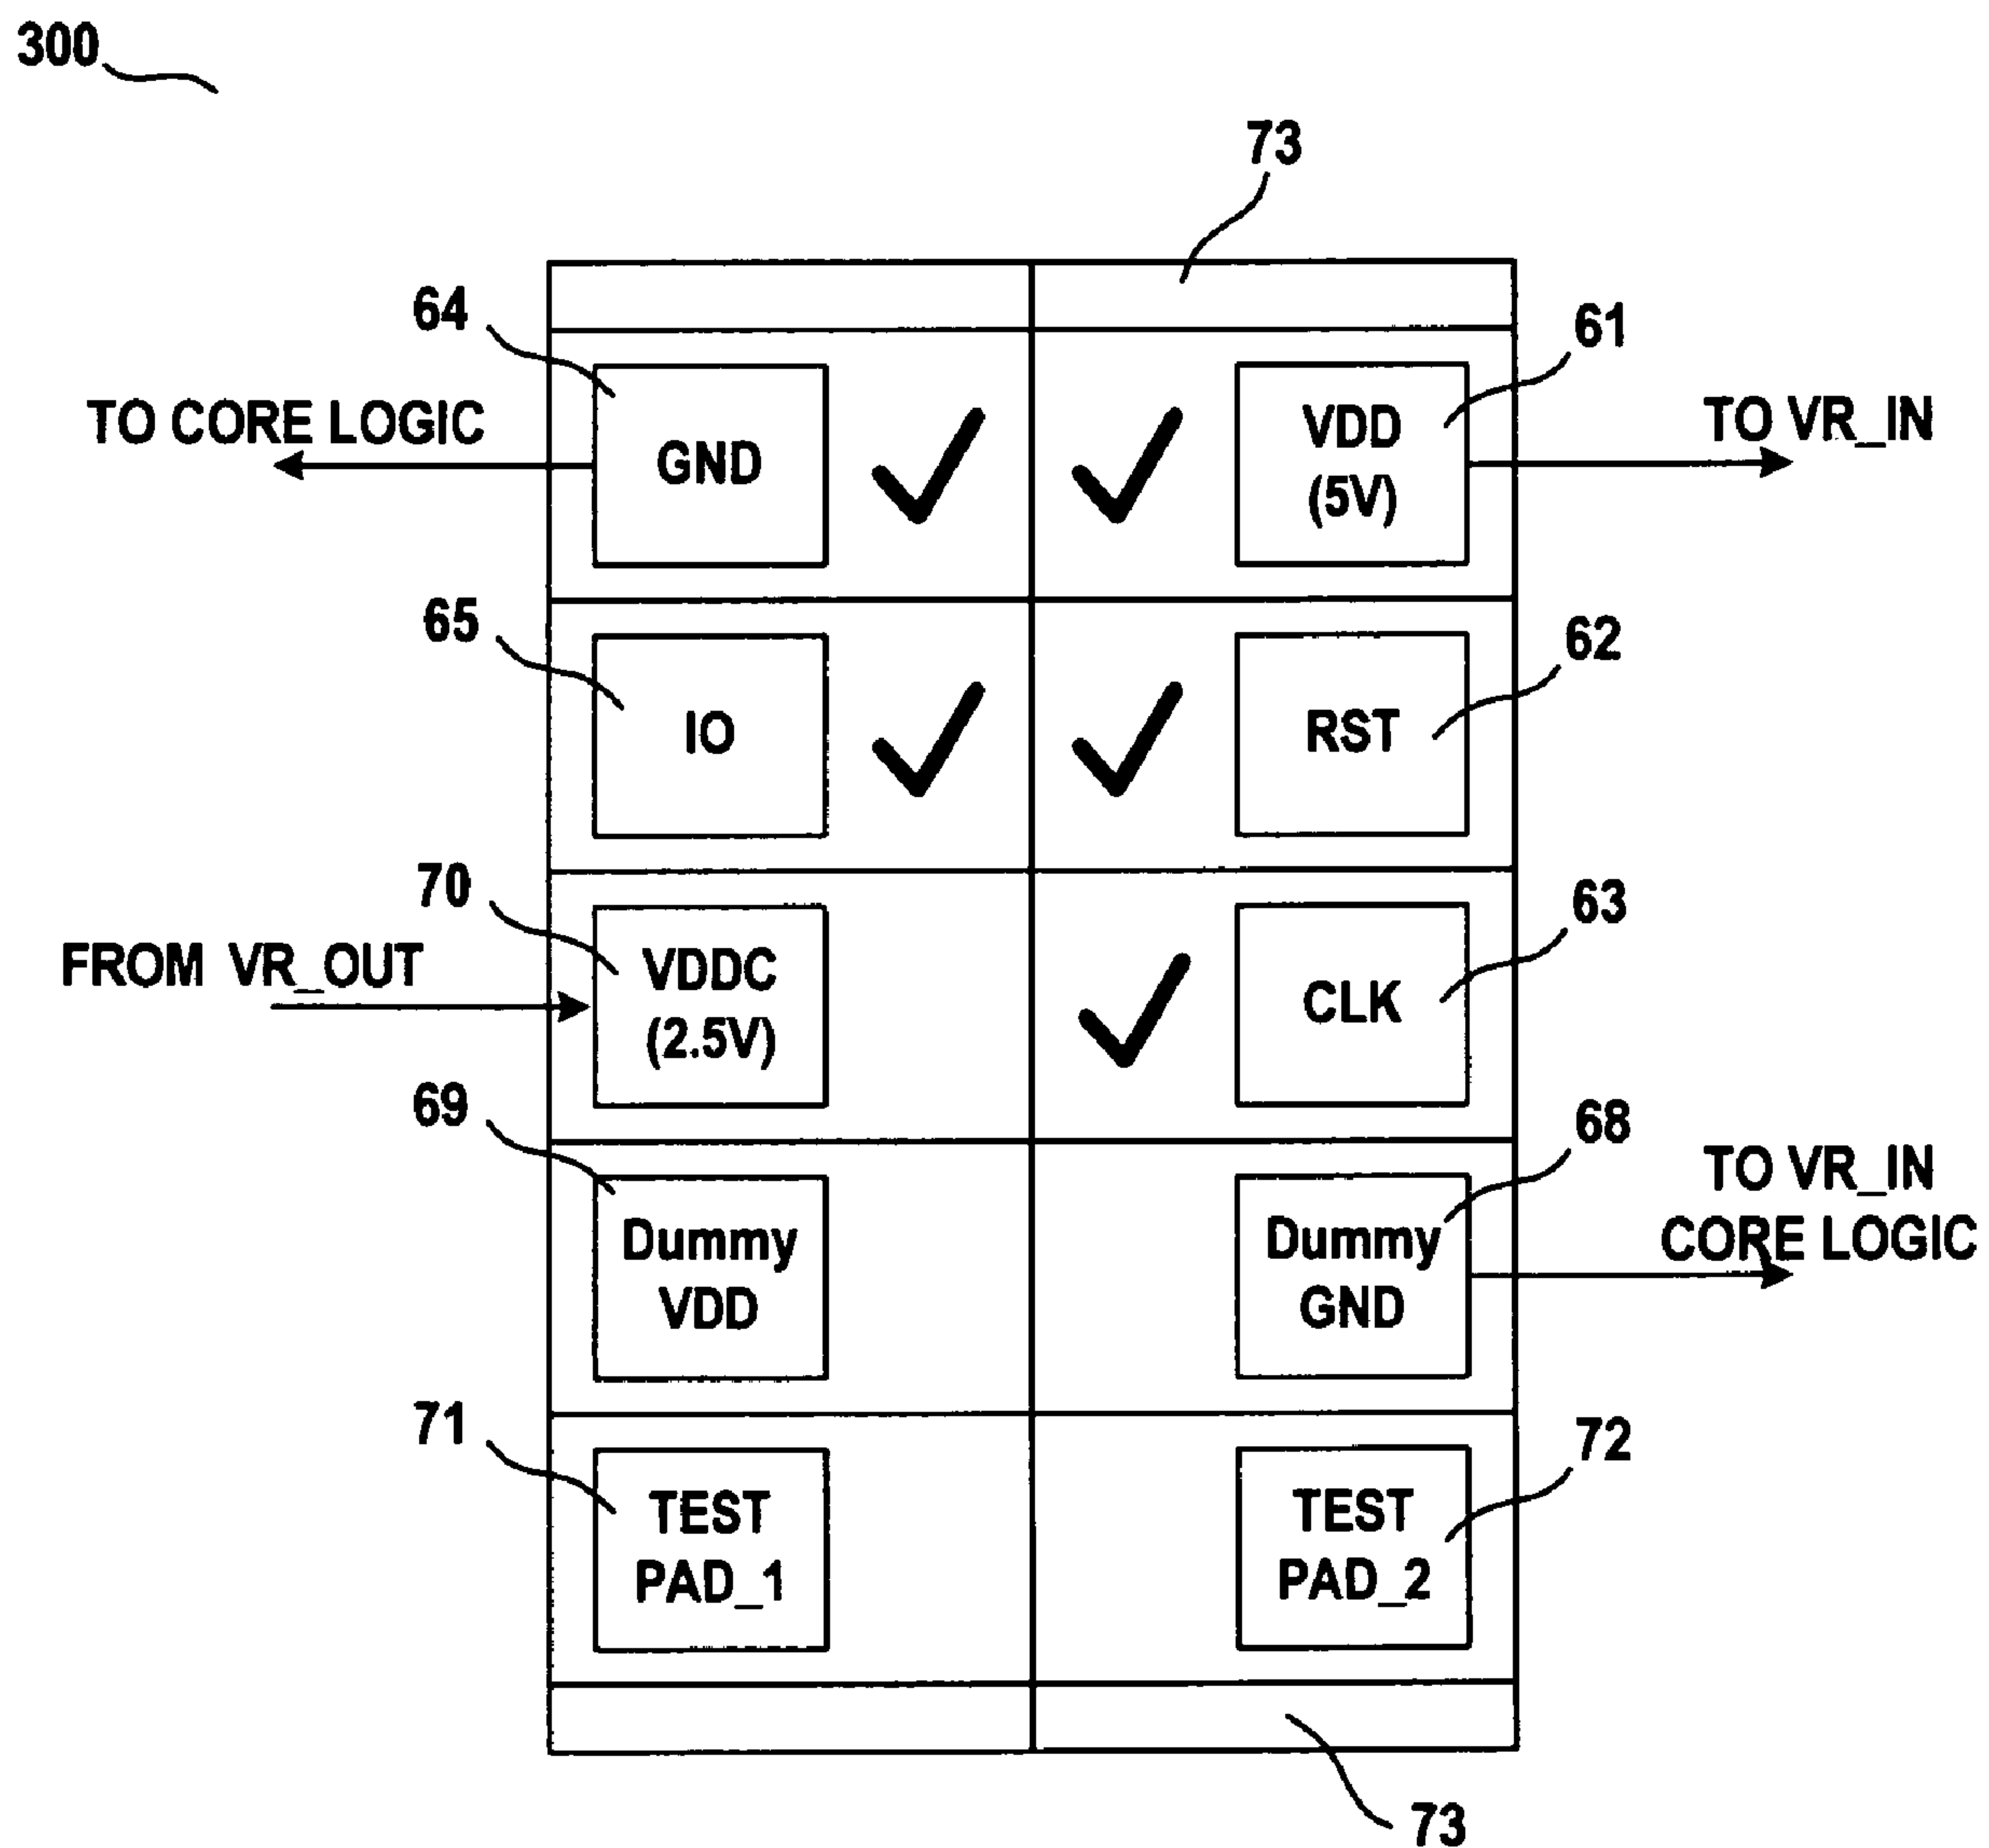 300
73
64
61
TO CORE LOGIC
GND
VDD
(5V)
TO VR_IN
65
62
IO
RST
70
63
FROM VR_OUT
VDDC
(2.5V)
CLK
69
68
Dummy
VDD
Dummy
GND
TO VR_IN
CORE LOGIC
71
72
TEST
PAD_1
TEST
PAD_2
73